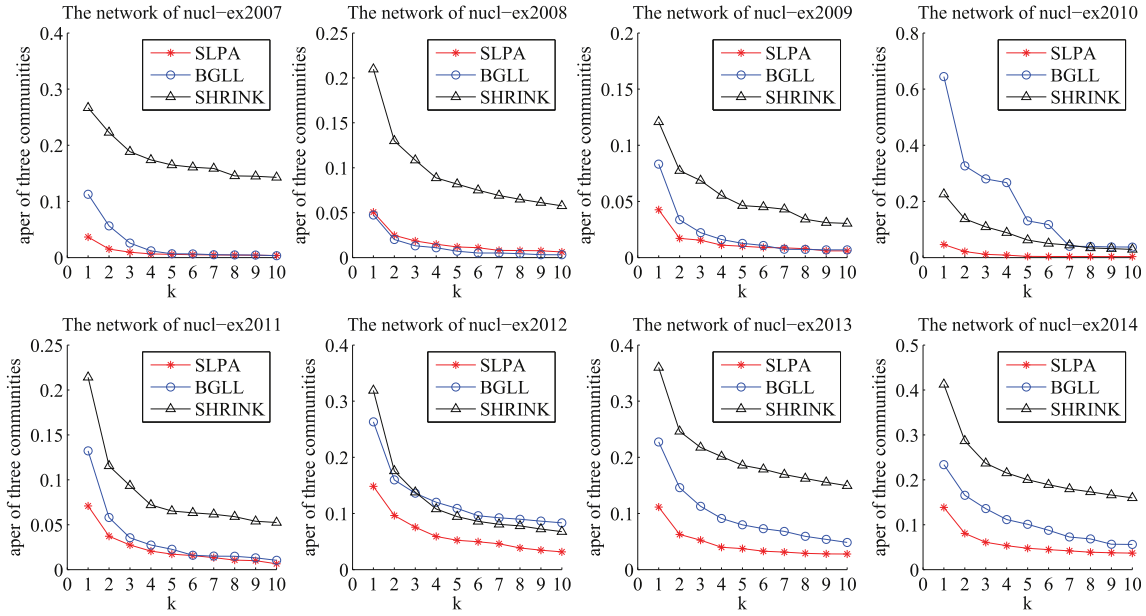 The network of nucl-ex2007
aper of three communities
0.4
0.3
0.2
0.1
0
SLPA
BGLL
SHRINK
0 1 2 3 4 5 6 7 8 9 10
k
The network of nucl-ex2008
aper of three communities
0.25
0.2
0.15
0.1
0.05
0
SLPA
BGLL
SHRINK
0 1 2 3 4 5 6 7 8 9 10
k
The network of nucl-ex2009
aper of three communities
0.2
0.15
0.1
0.05
0
SLPA
BGLL
SHRINK
0 1 2 3 4 5 6 7 8 9 10
k
The network of nucl-ex2010
aper of three communities
0.8
0.6
0.4
0.2
0
SLPA
BGLL
SHRINK
0 1 2 3 4 5 6 7 8 9 10
k
The network of nucl-ex2011
aper of three communities
0.25
0.2
0.15
0.1
0.05
0
SLPA
BGLL
SHRINK
0 1 2 3 4 5 6 7 8 9 10
k
The network of nucl-ex2012
aper of three communities
0.4
0.3
0.2
0.1
0
SLPA
BGLL
SHRINK
0 1 2 3 4 5 6 7 8 9 10
k
The network of nucl-ex2013
aper of three communities
0.4
0.3
0.2
0.1
0
SLPA
BGLL
SHRINK
0 1 2 3 4 5 6 7 8 9 10
k
The network of nucl-ex2014
aper of three communities
0.5
0.4
0.3
0.2
0.1
0
SLPA
BGLL
SHRINK
0 1 2 3 4 5 6 7 8 9 10
k